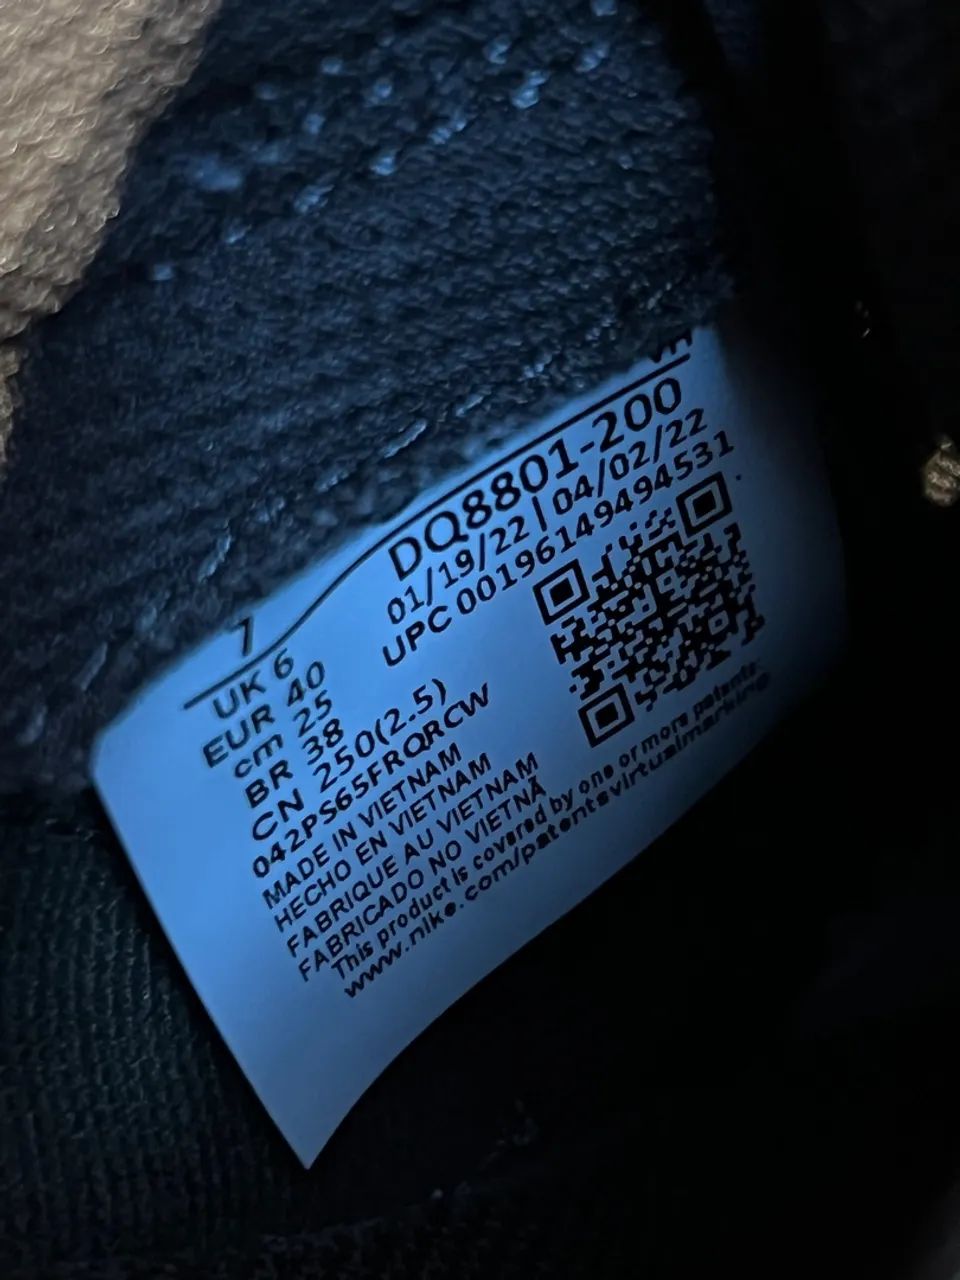 VH
DQ8801-200
01/19/22 | 04/02/22
UPC 00196149494531
7
UK 6
EUR 40
cm 25
BR 38
CN 250(2.5)
042PS65FRQRCW
MADE IN VIETNAM
HECHO EN VIETNAM
FABRIQUE AU VIETNAM
FABRICADO NO VIETNÃ
This product is covered by one or more patents:
www.nike.com/patentsvirtualmarking